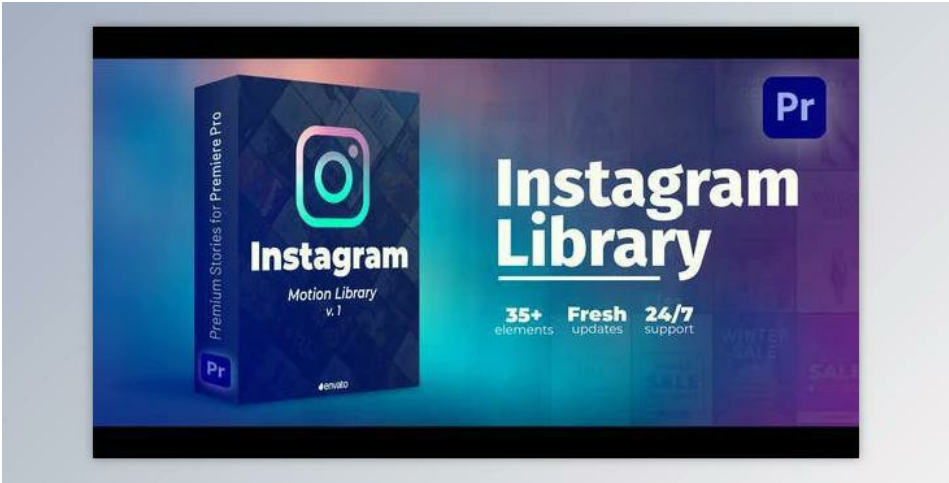 Premium Stories for Premiere Pro
Pr
Instagram
Motion Library
v. 1
envato
Pr
Instagram
Library
35+
elements
Fresh
updates
24/7
support
WINTER
SALE
SALE
SALE